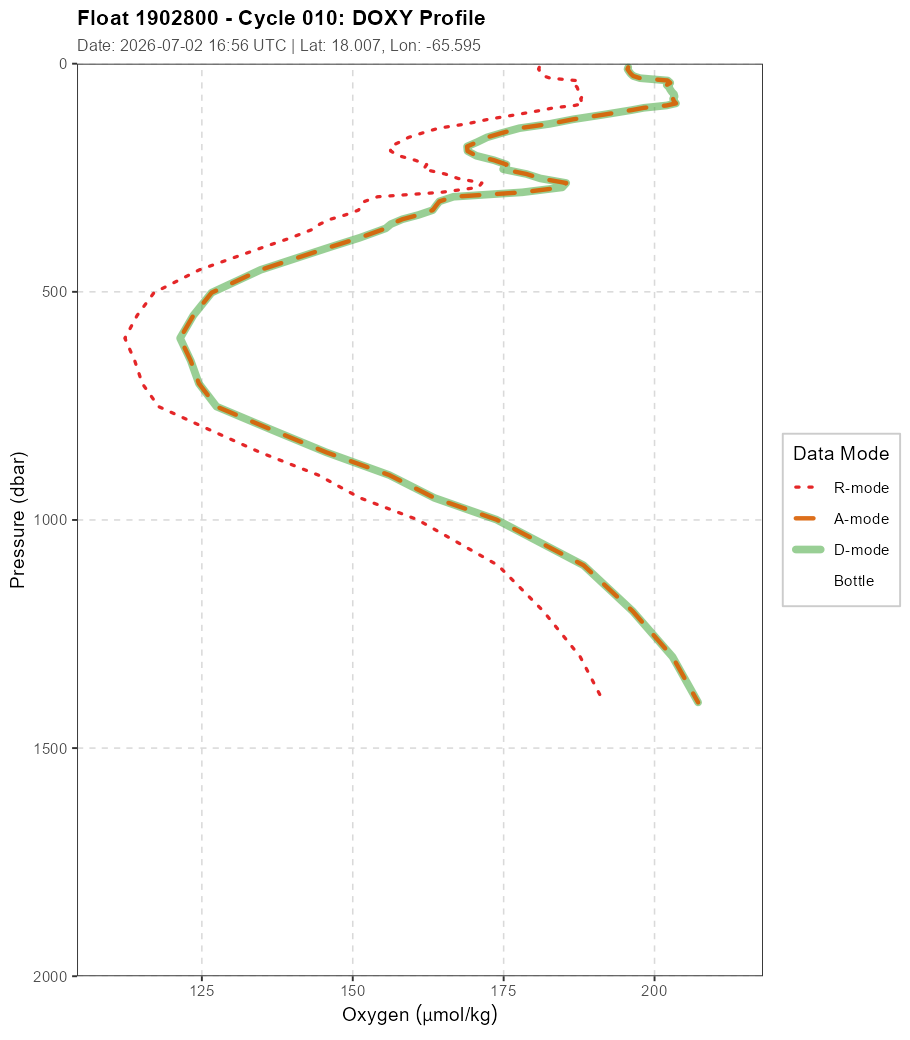 Float 1902800 - Cycle 010: DOXY Profile
Date: 2026-07-02 16:56 UTC | Lat: 18.007, Lon: -65.595
0
500
1000
1500
2000
Pressure (dbar)
125 150 175 200
Oxygen (μmol/kg)
Data Mode
R-mode
A-mode
D-mode
Bottle